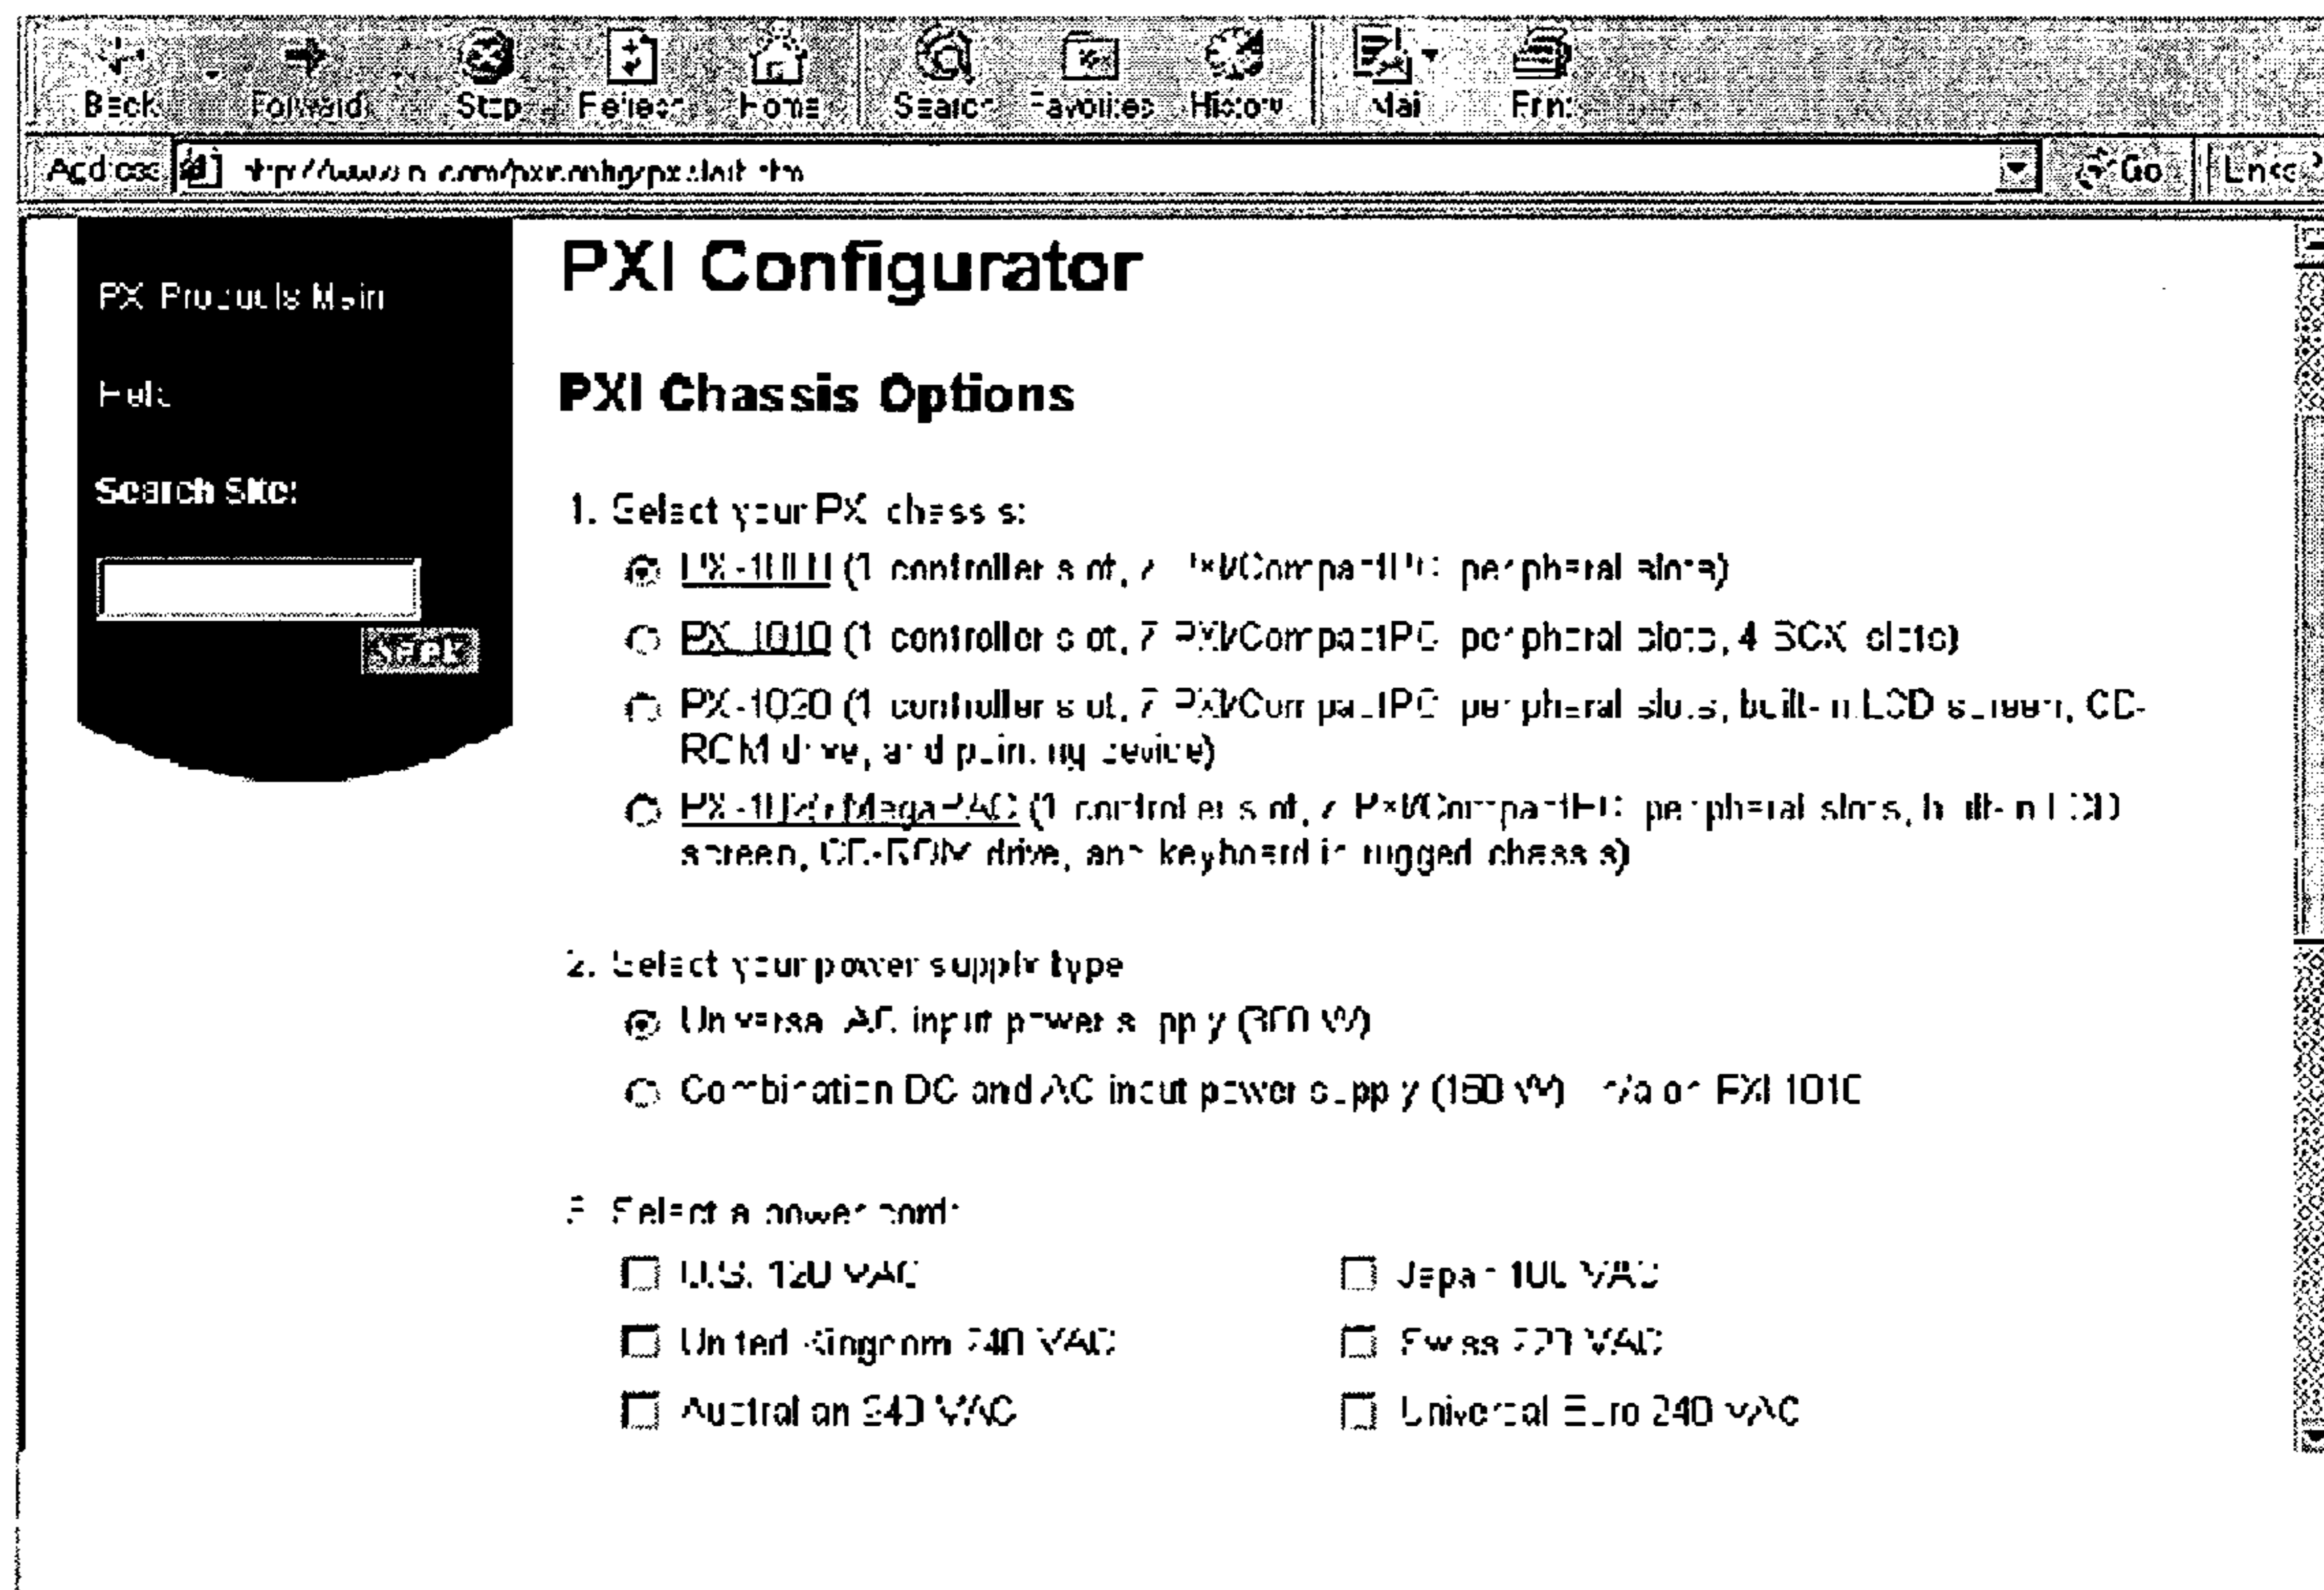 Back Forward Stop Refresh Home Search Favorites History Mail Print
Address Go Links
PXI Products Main
Help
Search Site:
PXI Configurator
PXI Chassis Options
1. Select your PXI chassis:
(1 controller slot, 7 PXI/CompactPCI peripheral slots)
PXI-1010 (1 controller slot, 7 PXI/CompactPCI peripheral slots, 4 SCXI slots)
PXI-1020 (1 controller slot, 7 PXI/CompactPCI peripheral slots, built-in LCD screen, CD-
ROM drive, and pointing device)
MegaPAC (1 controller slot, 7 PXI/CompactPCI peripheral slots, built-in LCD
screen, CD-ROM drive, and keyboard in rugged chassis)
2. Select your power supply type
Universal AC input power supply
Combination DC and AC input power supply n/a on PXI 1010
Select a power cord:
U.S. 120 VAC
Japan 100 VAC
United Kingdom 240 VAC
Swiss 220 VAC
Australian 240 VAC
Universal Euro 240 VAC